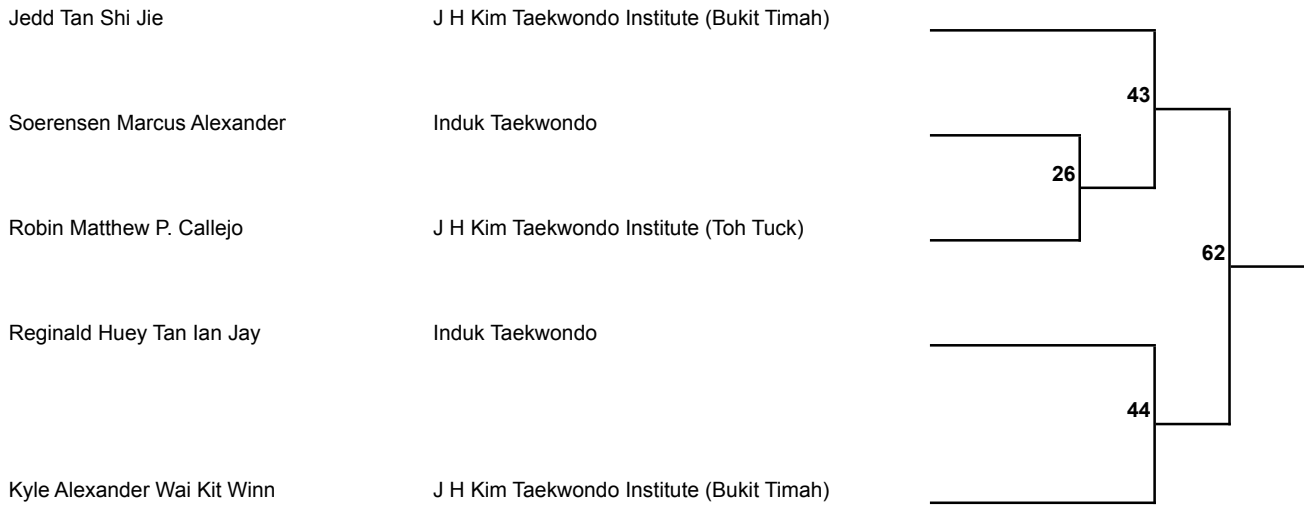 Jedd Tan Shi Jie J H Kim Taekwondo Institute (Bukit Timah)
43
Soerensen Marcus Alexander Induk Taekwondo
26
Robin Matthew P. Callejo J H Kim Taekwondo Institute (Toh Tuck)
62
Reginald Huey Tan Ian Jay Induk Taekwondo
44
Kyle Alexander Wai Kit Winn J H Kim Taekwondo Institute (Bukit Timah)